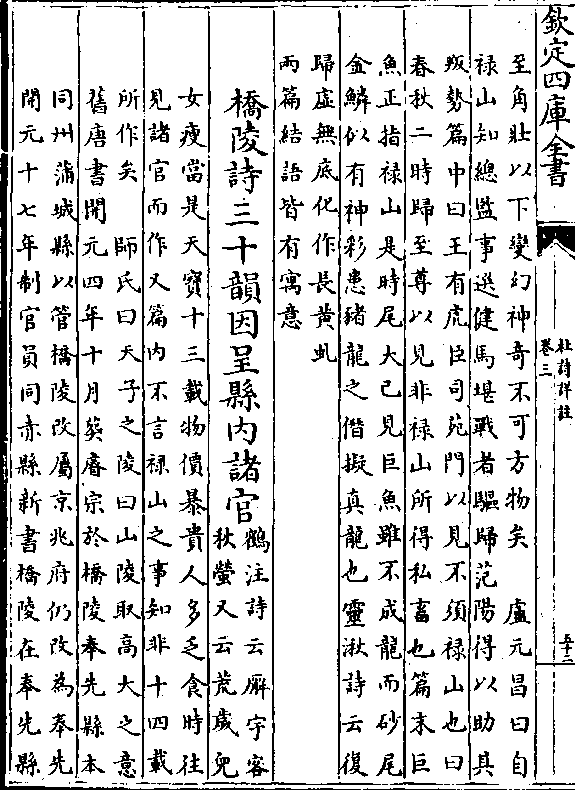 欽定四庫全書
杜詩詳註
卷三
五十三
至角壯以下變幻神奇不可方物矣　盧元昌曰自
祿山知總監事選健馬堪戰者驅歸范陽得以助其
叛勢篇中曰王有虎臣司苑門以見不須祿山也曰
春秋二時歸至尊以見非祿山所得私畜也篇末巨
魚正指祿山是時尾大已見巨魚雖不成龍而砂尾
金鱗似有神彩患豬龍之僭擬真龍也靈湫詩云復
歸虛無底化作長黄虬
兩篇結語皆有寓意
橋陵詩三十韻因呈縣內諸官
鶴注詩云廨宇容
秋螢又云荒歲兒
女瘦當是天寶十三載物價暴貴人多乏食時往
見諸官而作又篇內不言祿山之事知非十四載
所作矣　師氏曰天子之陵曰山陵取高大之意
舊唐書開元四年十月葬睿宗於橋陵奉先縣本
同州蒲城縣以管橋陵改屬京兆府仍改為奉先
開元十七年制官員同赤縣新書橋陵在奉先縣